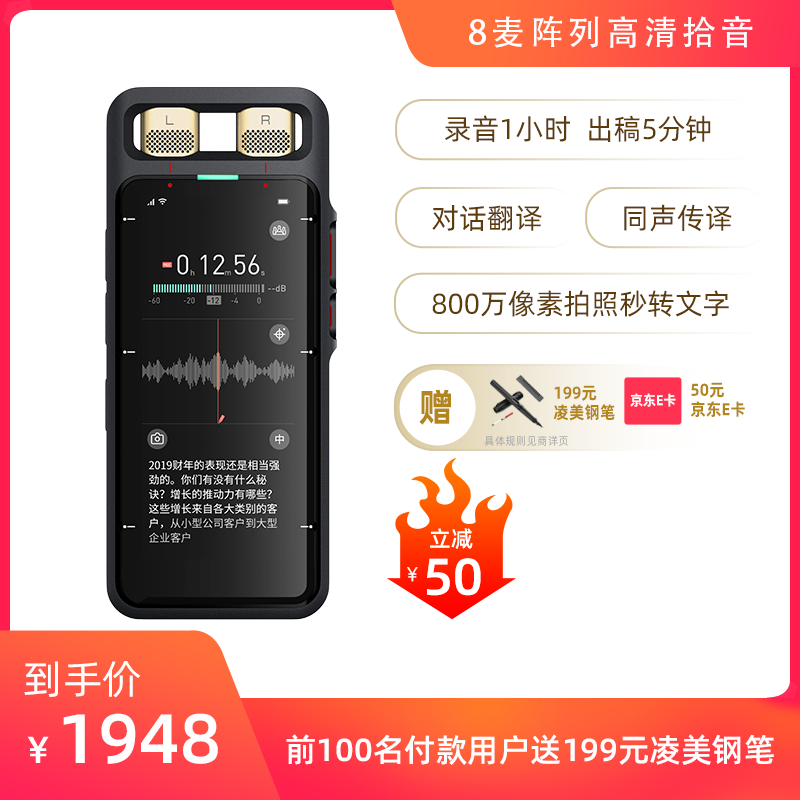 8麦阵列高清拾音
L R
录音1小时 出稿5分钟
对话翻译 同声传译
800万像素拍照秒转文字
REC 0h 12m 56s
--dB
-60 -20 -12 -4 0
赠
199元
凌美钢笔
京东E卡
50元
京东E卡
具体规则见商详页
中
2019财年的表现还是相当强
劲的。你们有没有什么秘
诀？增长的推动力有哪些？
这些增长来自各大类别的客
户，从小型公司客户到大型
企业客户
立减
¥50
到手价
¥1948
前100名付款用户送199元凌美钢笔